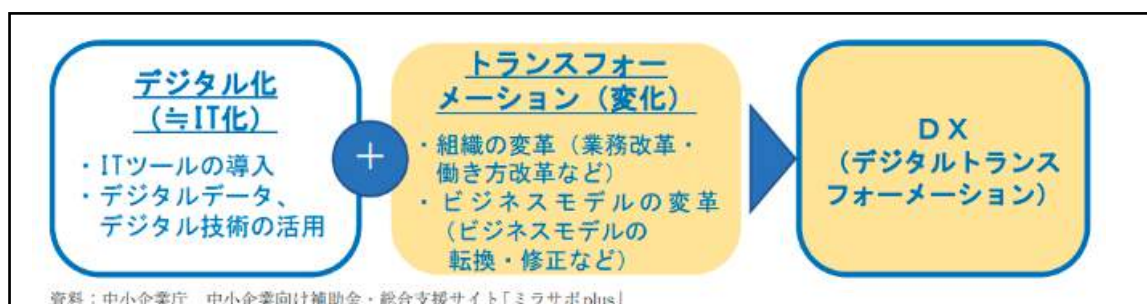 デジタル化
（≒IT化）
・ITツールの導入
・デジタルデータ、
デジタル技術の活用
＋
トランスフォー
メーション（変化）
・組織の変革（業務改革・
働き方改革など）
・ビジネスモデルの変革
（ビジネスモデルの
転換・修正など）
ＤＸ
（デジタルトランス
フォーメーション）
資料：中小企業庁　中小企業向け補助金・総合支援サイト「ミラサポplus」